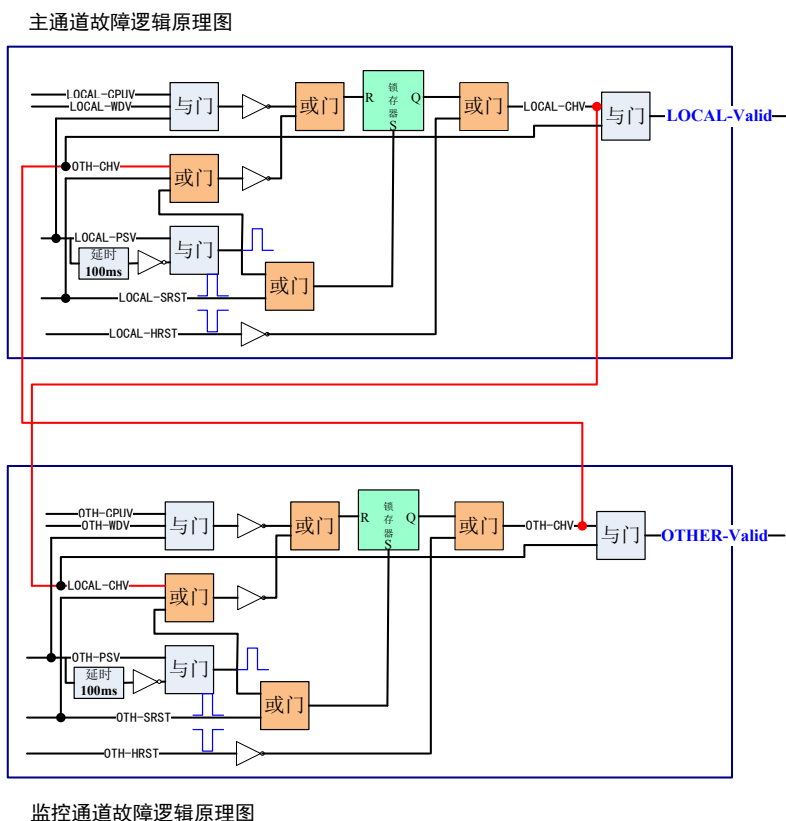 主通道故障逻辑原理图
LOCAL-CPUV
LOCAL-WDV
与门
或门
R
锁存器
Q
S
或门
LOCAL-CHV
与门
LOCAL-Valid
OTH-CHV
或门
LOCAL-PSV
延时
100ms
与门
或门
LOCAL-SRST
LOCAL-HRST
OTH-CPUV
OTH-WDV
与门
或门
R
锁存器
Q
S
或门
OTH-CHV
与门
OTHER-Valid
LOCAL-CHV
或门
OTH-PSV
延时
100ms
与门
或门
OTH-SRST
OTH-HRST
监控通道故障逻辑原理图